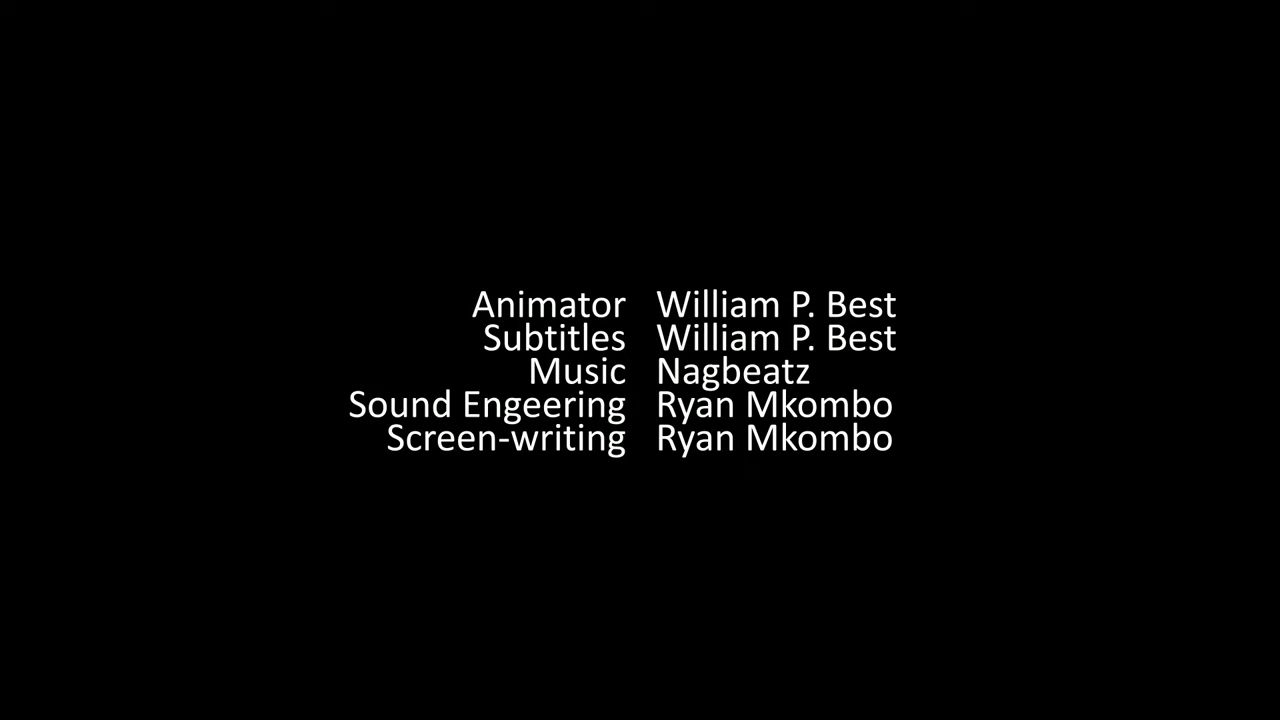 Animator William P. Best
Subtitles William P. Best
Music Nagbeatz
Sound Engeering Ryan Mkombo
Screen-writing Ryan Mkombo